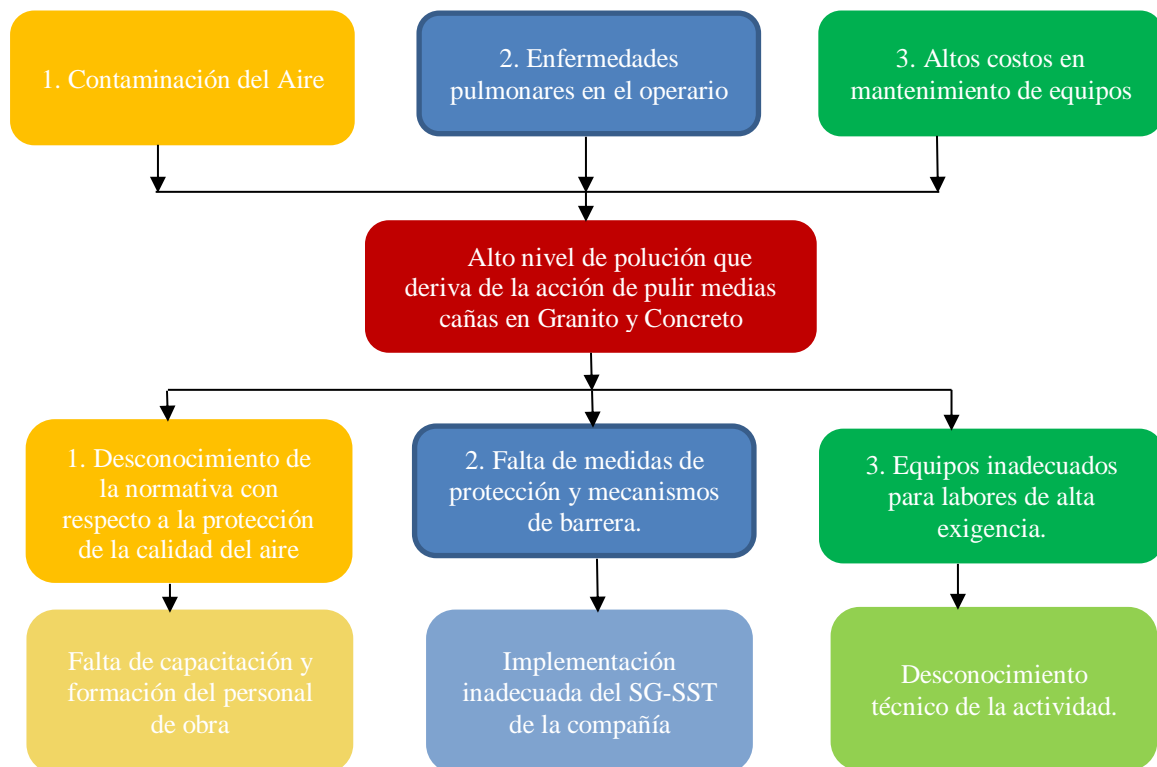 1. Contaminación del Aire
2. Enfermedades
pulmonares en el operario
3. Altos costos en
mantenimiento de equipos
Alto nivel de polución que
deriva de la acción de pulir medias
cañas en Granito y Concreto
1. Desconocimiento de
la normativa con
respecto a la protección
de la calidad del aire
2. Falta de medidas de
protección y mecanismos
de barrera.
3. Equipos inadecuados
para labores de alta
exigencia.
Falta de capacitación y
formación del personal
de obra
Implementación
inadecuada del SG-SST
de la compañía
Desconocimiento
técnico de la actividad.